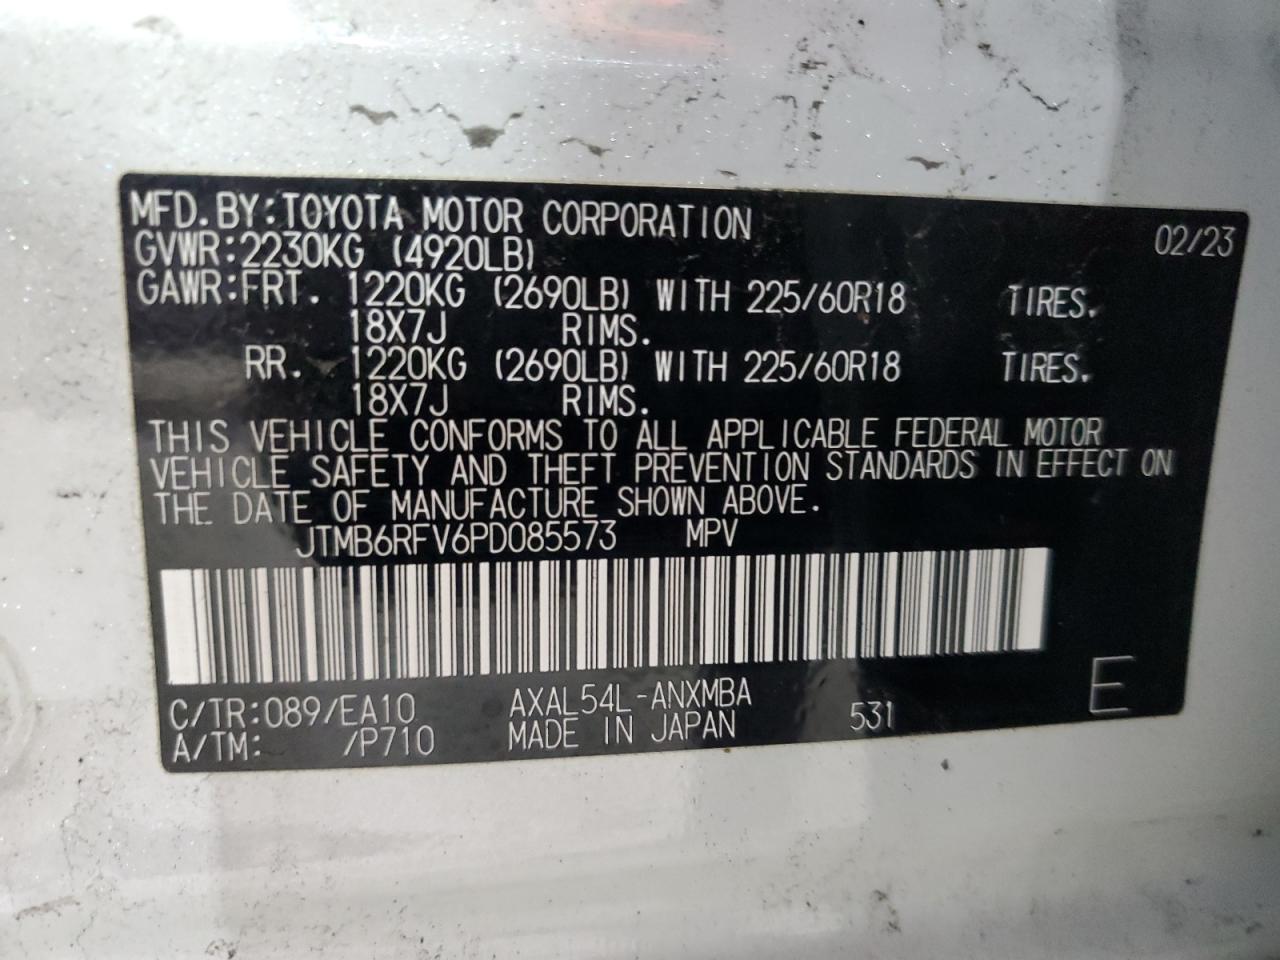 MFD.BY:TOYOTA MOTOR CORPORATION 02/23
GVWR:2230KG (4920LB)
GAWR:FRT. 1220KG (2690LB) WITH 225/60R18 TIRES.
18X7J RIMS.
RR. 1220KG (2690LB) WITH 225/60R18 TIRES.
18X7J RIMS.
THIS VEHICLE CONFORMS TO ALL APPLICABLE FEDERAL MOTOR
VEHICLE SAFETY AND THEFT PREVENTION STANDARDS IN EFFECT ON
THE DATE OF MANUFACTURE SHOWN ABOVE.
JTMB6RFV6PD085573 MPV
C/TR:089/EA10 AXAL54L-ANXMBA
A/TM: /P710 MADE IN JAPAN 531 E